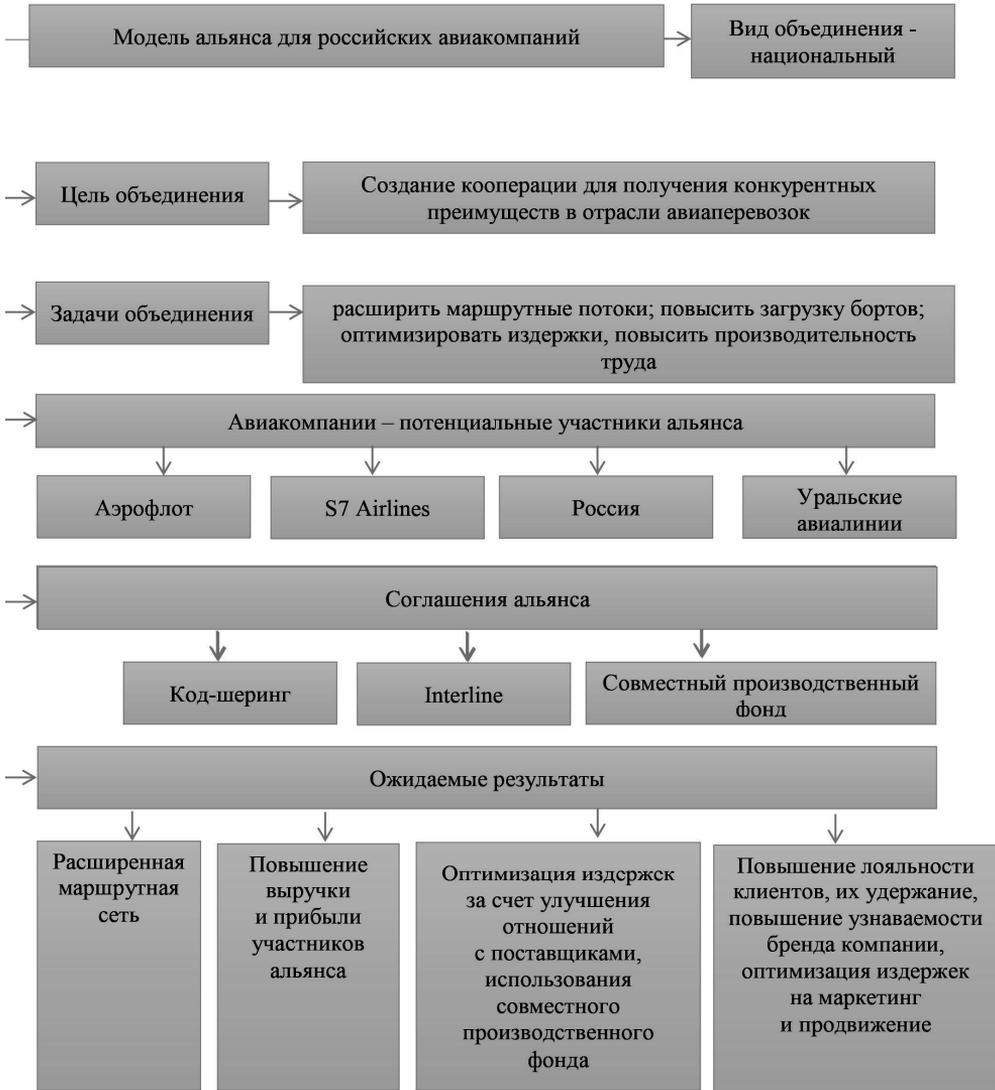 Модель альянса для российских авиакомпаний
Вид объединения -
национальный
Цель объединения
Создание кооперации для получения конкурентных
преимуществ в отрасли авиаперевозок
Задачи объединения
расширить маршрутные потоки; повысить загрузку бортов;
оптимизировать издержки, повысить производительность
труда
Авиакомпании – потенциальные участники альянса
Аэрофлот
S7 Airlines
Россия
Уральские
авиалинии
Соглашения альянса
Код-шеринг
Interline
Совместный производственный
фонд
Ожидаемые результаты
Расширенная
маршрутная
сеть
Повышение
выручки
и прибыли
участников
альянса
Оптимизация издержек
за счет улучшения
отношений
с поставщиками,
использования
совместного
производственного
фонда
Повышение лояльности
клиентов, их удержание,
повышение узнаваемости
бренда компании,
оптимизация издержек
на маркетинг
и продвижение